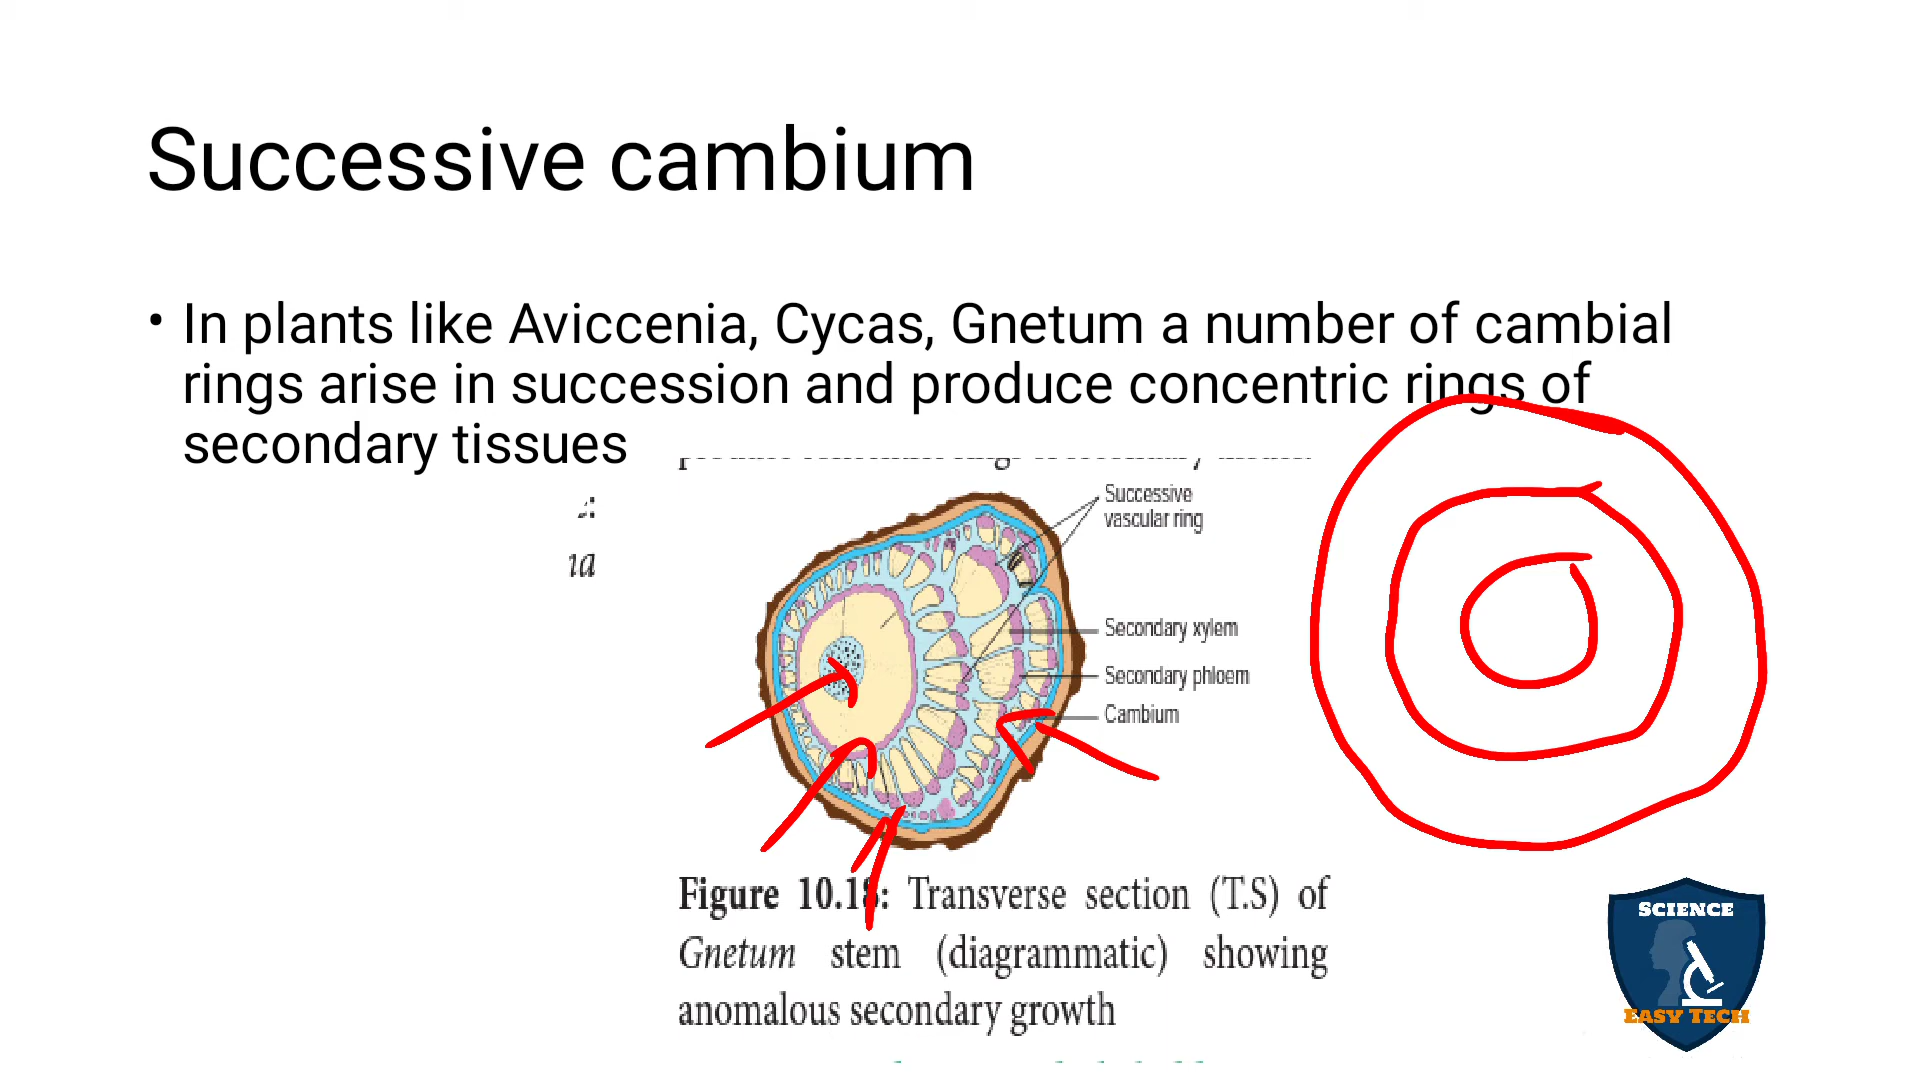 Successive cambium
• In plants like Aviccenia, Cycas, Gnetum a number of cambial
rings arise in succession and produce concentric rings of
secondary tissues
Successive
vascular ring
Secondary xylem
Secondary phloem
Cambium
Figure 10.18: Transverse section (T.S) of
Gnetum stem (diagrammatic) showing
anomalous secondary growth
SCIENCE
EASY TECH